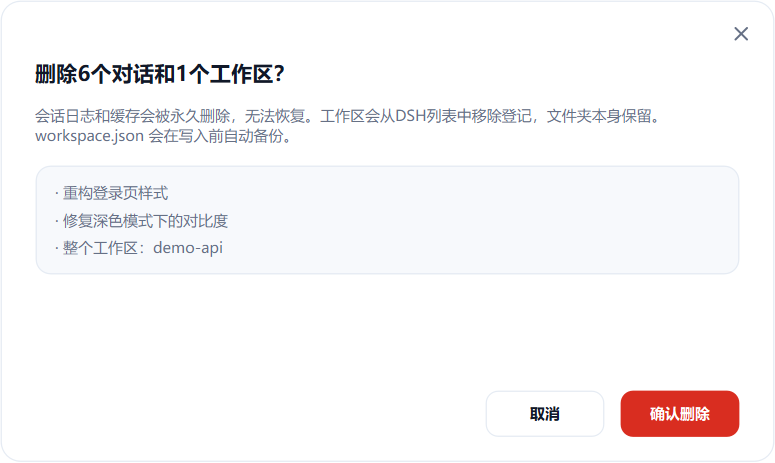 删除6个对话和1个工作区？
会话日志和缓存会被永久删除，无法恢复。工作区会从DSH列表中移除登记，文件夹本身保留。
workspace.json 会在写入前自动备份。
· 重构登录页样式
· 修复深色模式下的对比度
· 整个工作区：demo-api
取消
确认删除